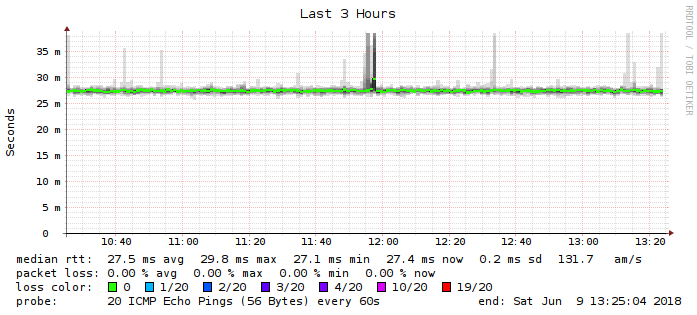 Last 3 Hours
RRDTOOL / TOBI OETIKER
Seconds
35 m
30 m
25 m
20 m
15 m
10 m
5 m
0
10:40 11:00 11:20 11:40 12:00 12:20 12:40 13:00 13:20
median rtt: 27.5 ms avg 29.8 ms max 27.1 ms min 27.4 ms now 0.2 ms sd 131.7 am/s
packet loss: 0.00 % avg 0.00 % max 0.00 % min 0.00 % now
loss color: 0 1/20 2/20 3/20 4/20 10/20 19/20
probe: 20 ICMP Echo Pings (56 Bytes) every 60s end: Sat Jun 9 13:25:04 2018